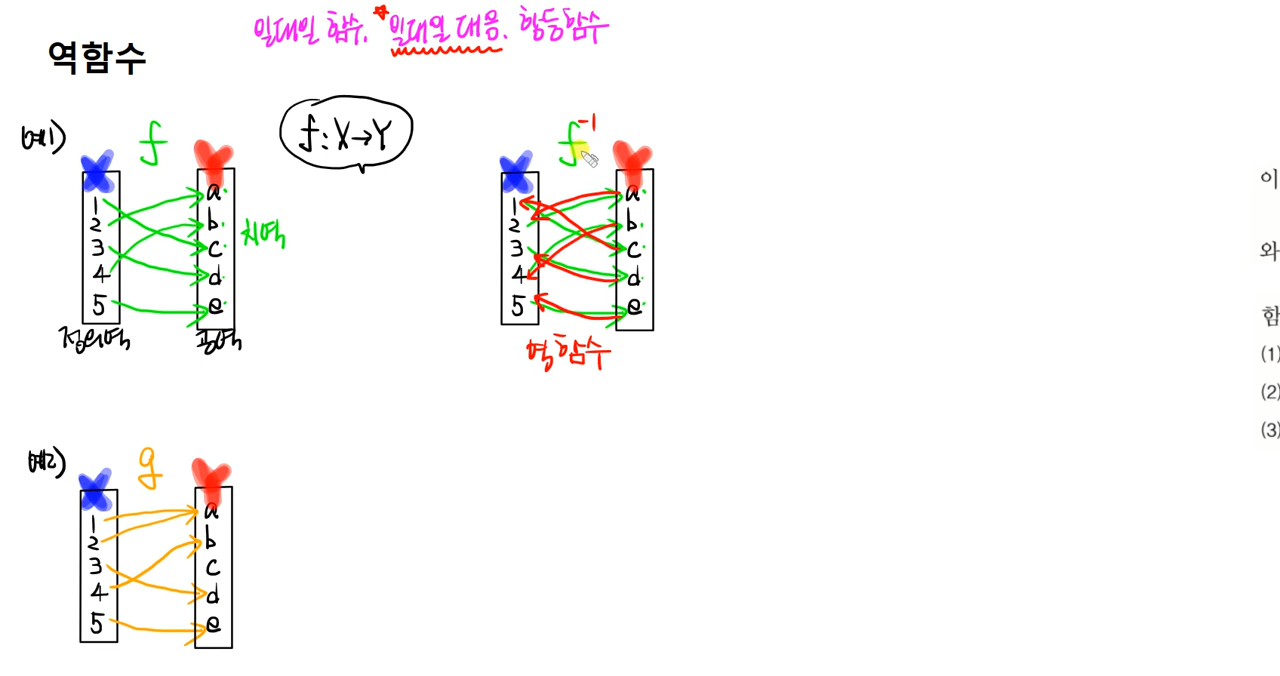 일대일 함수, 일대일 대응, 항등함수
역함수
예1)
f
f : X→Y
f⁻¹
X Y
X Y
1 a
2 b
3 c
4 d
5 e
치역
정의역 공역
1 a
2 b
3 c
4 d
5 e
역함수
예2)
g
X Y
1 a
2 b
3 c
4 d
5 e
이
와
함
(1)
(2)
(3)